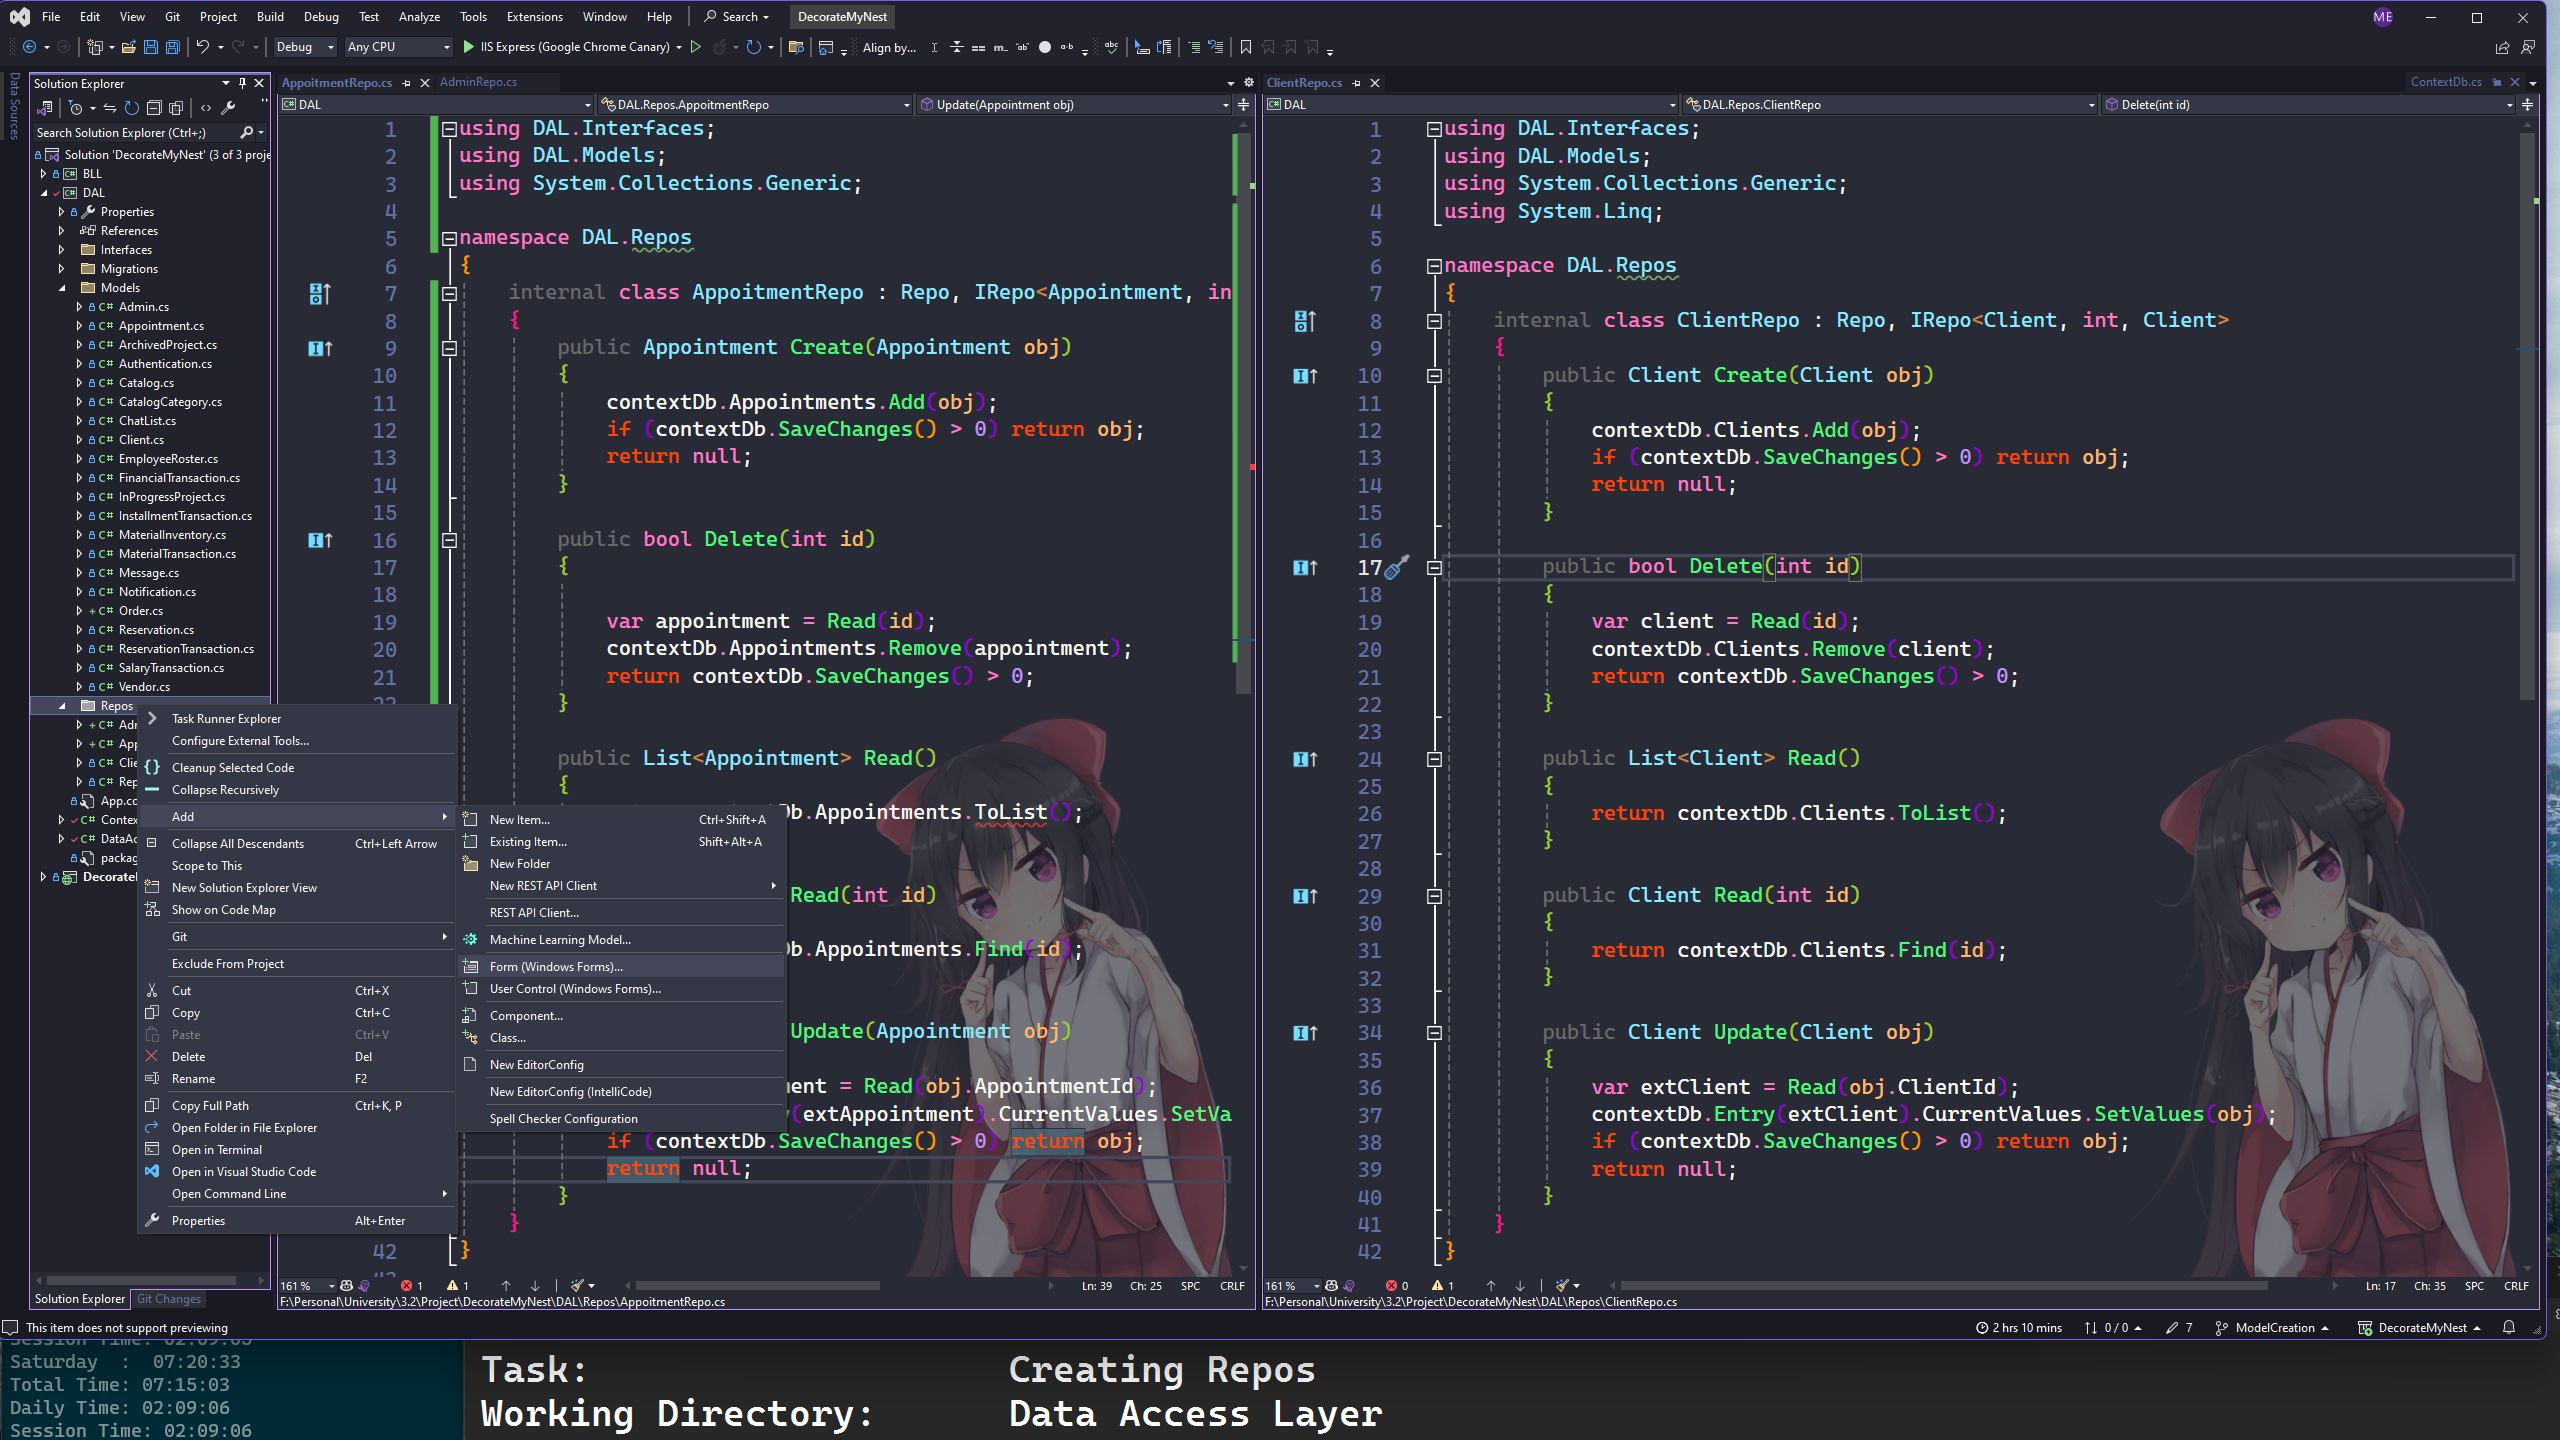 File Edit View Git Project Build Debug Test Analyze Tools Extensions Window Help Search DecorateMyNest ME
Debug Any CPU IIS Express (Google Chrome Canary) Align by...
Data Sources
Solution Explorer
Search Solution Explorer (Ctrl+;)
Solution 'DecorateMyNest' (3 of 3 proje
BLL
DAL
Properties
References
Interfaces
Migrations
Models
C# Admin.cs
C# Appointment.cs
C# ArchivedProject.cs
C# Authentication.cs
C# Catalog.cs
C# CatalogCategory.cs
C# ChatList.cs
C# Client.cs
C# EmployeeRoster.cs
C# FinancialTransaction.cs
C# InProgressProject.cs
C# InstallmentTransaction.cs
C# MaterialInventory.cs
C# MaterialTransaction.cs
C# Message.cs
C# Notification.cs
C# Order.cs
C# Reservation.cs
C# ReservationTransaction.cs
C# SalaryTransaction.cs
C# Vendor.cs
Repos
C# Adr
C# App
C# Clie
C# Rep
App.co
C# Contex
C# DataAc
packag
Decorate
Solution Explorer Git Changes
Task Runner Explorer
Configure External Tools...
Cleanup Selected Code
Collapse Recursively
Add
Collapse All Descendants Ctrl+Left Arrow
Scope to This
New Solution Explorer View
Show on Code Map
Git
Exclude From Project
Cut Ctrl+X
Copy Ctrl+C
Paste Ctrl+V
Delete Del
Rename F2
Copy Full Path Ctrl+K, P
Open Folder in File Explorer
Open in Terminal
Open in Visual Studio Code
Open Command Line
Properties Alt+Enter
New Item... Ctrl+Shift+A
Existing Item... Shift+Alt+A
New Folder
New REST API Client
REST API Client...
Machine Learning Model...
Form (Windows Forms)...
User Control (Windows Forms)...
Component...
Class...
New EditorConfig
New EditorConfig (IntelliCode)
Spell Checker Configuration
AppoitmentRepo.cs AdminRepo.cs
DAL DAL.Repos.AppoitmentRepo Update(Appointment obj)
1 using DAL.Interfaces;
2 using DAL.Models;
3 using System.Collections.Generic;
4
5 namespace DAL.Repos
6 {
7 internal class AppoitmentRepo : Repo, IRepo<Appointment, in
8 {
9 public Appointment Create(Appointment obj)
10 {
11 contextDb.Appointments.Add(obj);
12 if (contextDb.SaveChanges() > 0) return obj;
13 return null;
14 }
15
16 public bool Delete(int id)
17 {
18
19 var appointment = Read(id);
20 contextDb.Appointments.Remove(appointment);
21 return contextDb.SaveChanges() > 0;
}
public List<Appointment> Read()
{
Db.Appointments.ToList();
Read(int id)
Db.Appointments.Find(id);
Update(Appointment obj)
ment = Read(obj.AppointmentId);
(extAppointment).CurrentValues.SetVa
if (contextDb.SaveChanges() > 0) return obj;
return null;
}
}
42 }
161 % 1 1 Ln: 39 Ch: 25 SPC CRLF
F:\Personal\University\3.2\Project\DecorateMyNest\DAL\Repos\AppoitmentRepo.cs
ClientRepo.cs ContextDb.cs
DAL DAL.Repos.ClientRepo Delete(int id)
1 using DAL.Interfaces;
2 using DAL.Models;
3 using System.Collections.Generic;
4 using System.Linq;
5
6 namespace DAL.Repos
7 {
8 internal class ClientRepo : Repo, IRepo<Client, int, Client>
9 {
10 public Client Create(Client obj)
11 {
12 contextDb.Clients.Add(obj);
13 if (contextDb.SaveChanges() > 0) return obj;
14 return null;
15 }
16
17 public bool Delete(int id)
18 {
19 var client = Read(id);
20 contextDb.Clients.Remove(client);
21 return contextDb.SaveChanges() > 0;
22 }
23
24 public List<Client> Read()
25 {
26 return contextDb.Clients.ToList();
27 }
28
29 public Client Read(int id)
30 {
31 return contextDb.Clients.Find(id);
32 }
33
34 public Client Update(Client obj)
35 {
36 var extClient = Read(obj.ClientId);
37 contextDb.Entry(extClient).CurrentValues.SetValues(obj);
38 if (contextDb.SaveChanges() > 0) return obj;
39 return null;
40 }
41 }
42 }
161 % 0 1 Ln: 17 Ch: 35 SPC CRLF
F:\Personal\University\3.2\Project\DecorateMyNest\DAL\Repos\ClientRepo.cs
This item does not support previewing 2 hrs 10 mins 0 / 0 7 ModelCreation DecorateMyNest
Saturday : 07:20:33
Total Time: 07:15:03
Daily Time: 02:09:06
Session Time: 02:09:06
Task: Creating Repos
Working Directory: Data Access Layer